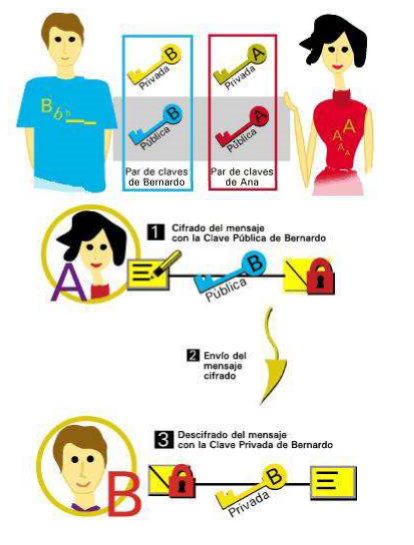 B b b
B
Privada
A
Privada
B
Pública
A
Pública
A A A A
Par de claves
de Bernardo
Par de claves
de Ana
A
1 Cifrado del mensaje
con la Clave Pública de Bernardo
B
Pública
2 Envío del
mensaje
cifrado
B
3 Descifrado del mensaje
con la Clave Privada de Bernardo
B
Privada